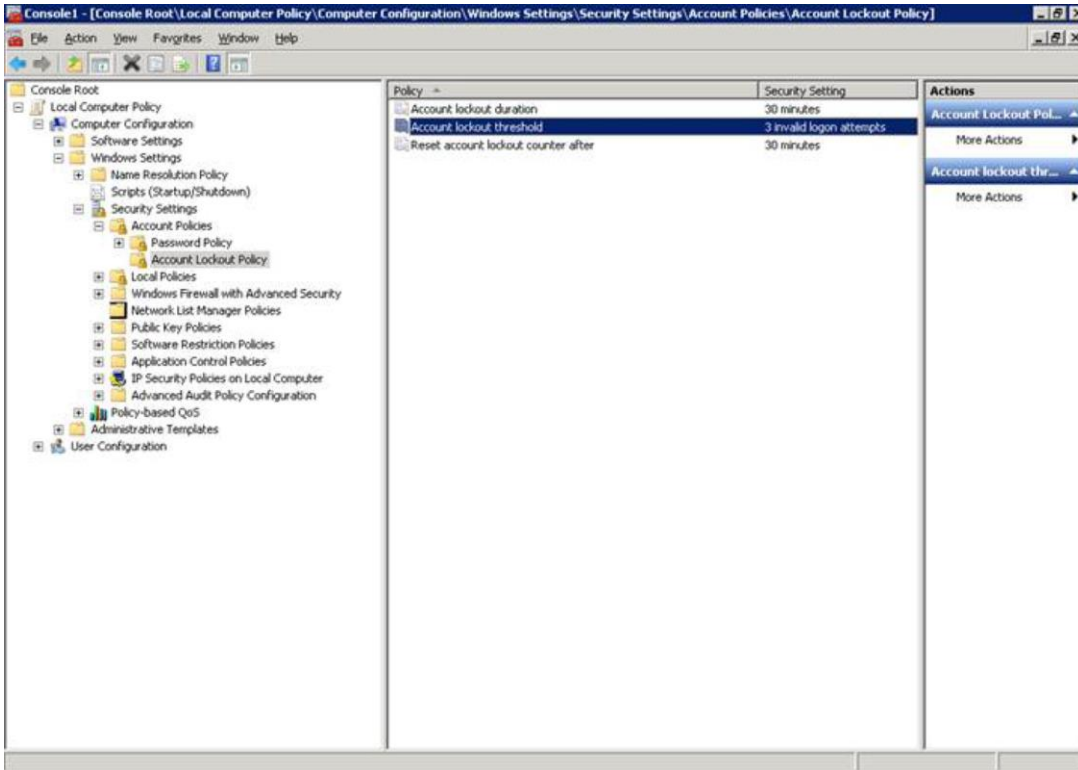 Console1 - [Console Root\Local Computer Policy\Computer Configuration\Windows Settings\Security Settings\Account Policies\Account Lockout Policy]
File Action View Favorites Window Help
Console Root
Local Computer Policy
Computer Configuration
Software Settings
Windows Settings
Name Resolution Policy
Scripts (Startup/Shutdown)
Security Settings
Account Policies
Password Policy
Account Lockout Policy
Local Policies
Windows Firewall with Advanced Security
Network List Manager Policies
Public Key Policies
Software Restriction Policies
Application Control Policies
IP Security Policies on Local Computer
Advanced Audit Policy Configuration
Policy-based QoS
Administrative Templates
User Configuration
Policy Security Setting
Account lockout duration 30 minutes
Account lockout threshold 3 invalid logon attempts
Reset account lockout counter after 30 minutes
Actions
Account Lockout Pol...
More Actions
Account lockout thr...
More Actions